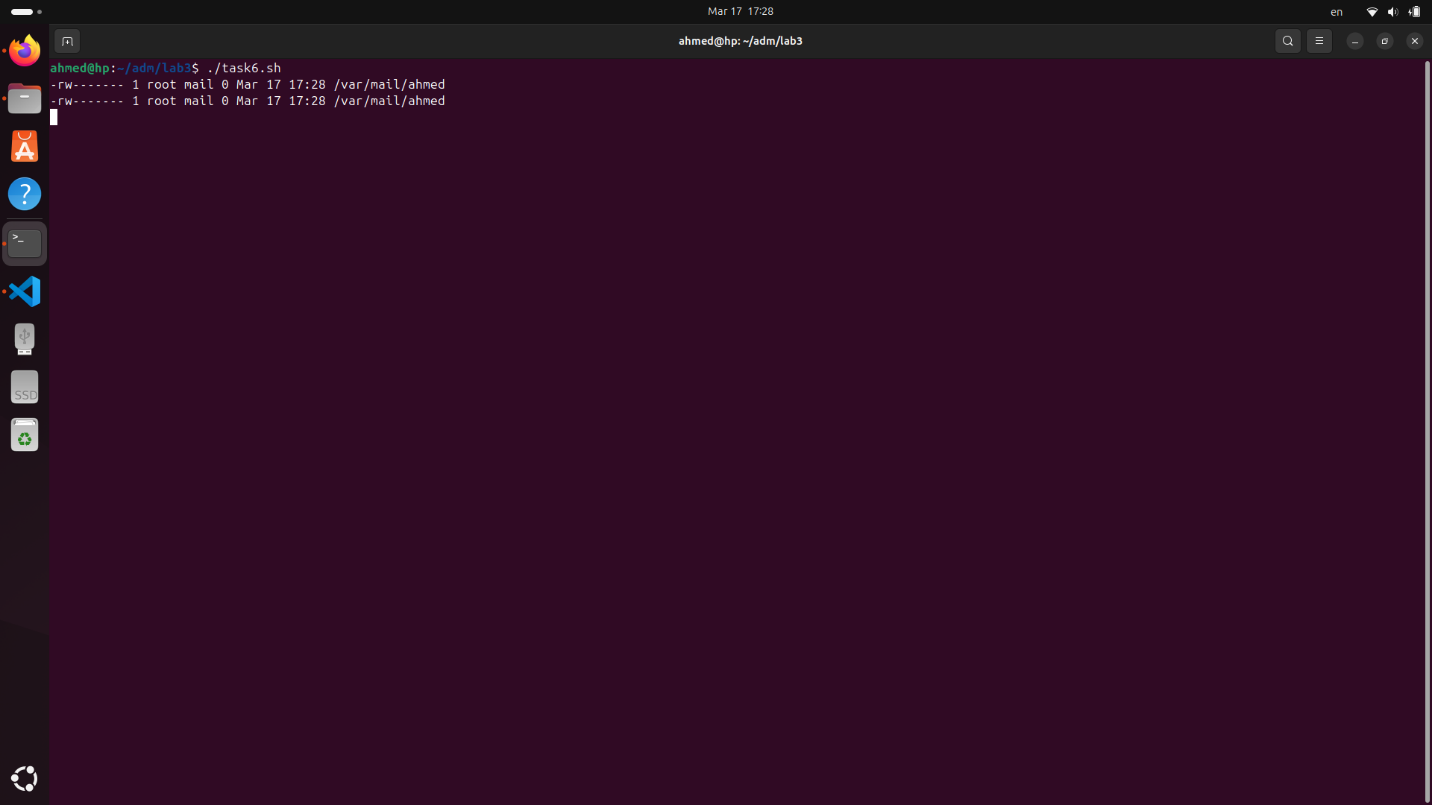 Mar 17 17:28
en
ahmed@hp: ~/adm/lab3
ahmed@hp:~/adm/lab3$ ./task6.sh
-rw------- 1 root mail 0 Mar 17 17:28 /var/mail/ahmed
-rw------- 1 root mail 0 Mar 17 17:28 /var/mail/ahmed
>_
SSD